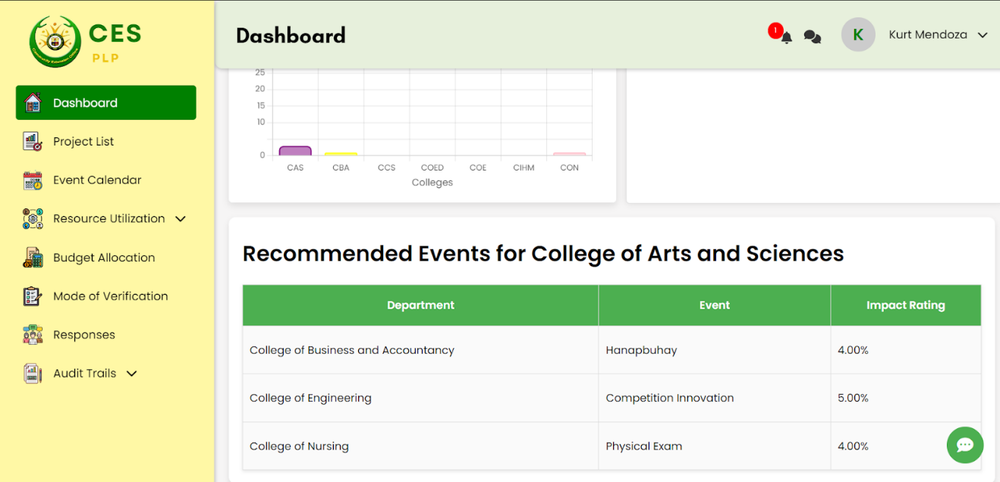 CES
PLP
Dashboard
1
K
Kurt Mendoza
Dashboard
Project List
Event Calendar
Resource Utilization
Budget Allocation
Mode of Verification
Responses
Audit Trails
25
20
15
10
0
CAS CBA CCS COED COE CIHM CON
Colleges
Recommended Events for College of Arts and Sciences
Department Event Impact Rating
College of Business and Accountancy Hanapbuhay 4.00%
College of Engineering Competition Innovation 5.00%
College of Nursing Physical Exam 4.00%